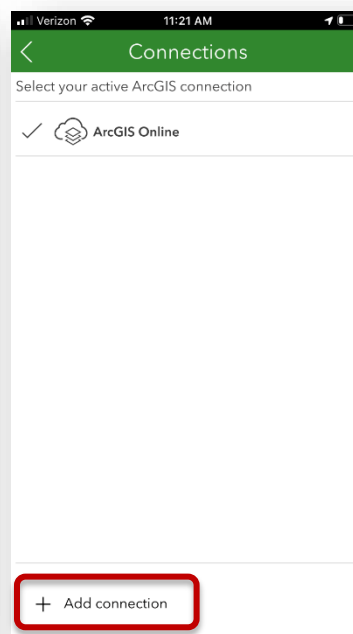 Verizon 11:21 AM
Connections
Select your active ArcGIS connection
ArcGIS Online
+ Add connection